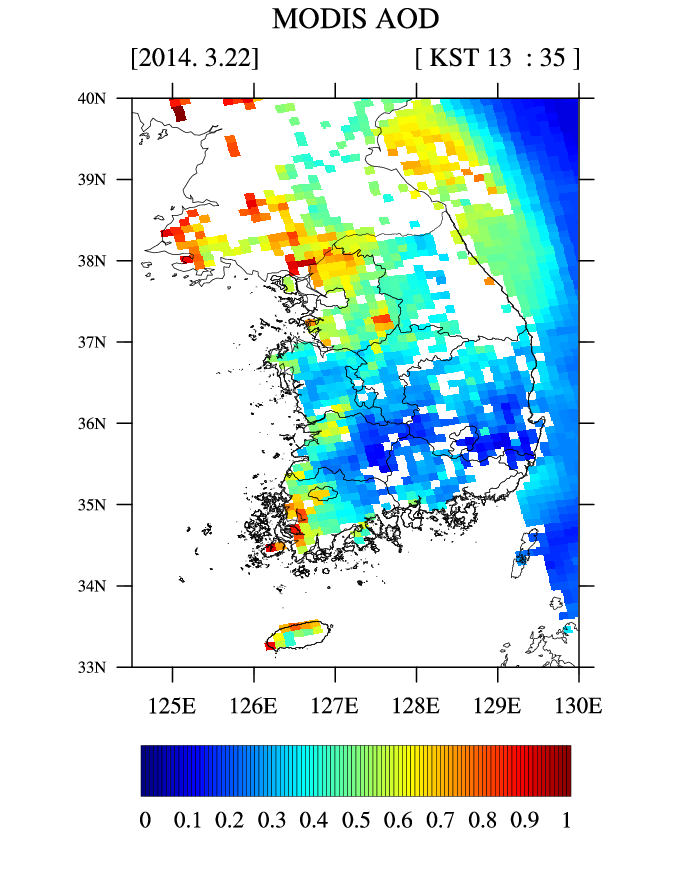 MODIS AOD
[2014. 3.22] [ KST 13 : 35 ]
40N
39N
38N
37N
36N
35N
34N
33N
125E 126E 127E 128E 129E 130E
0 0.1 0.2 0.3 0.4 0.5 0.6 0.7 0.8 0.9 1